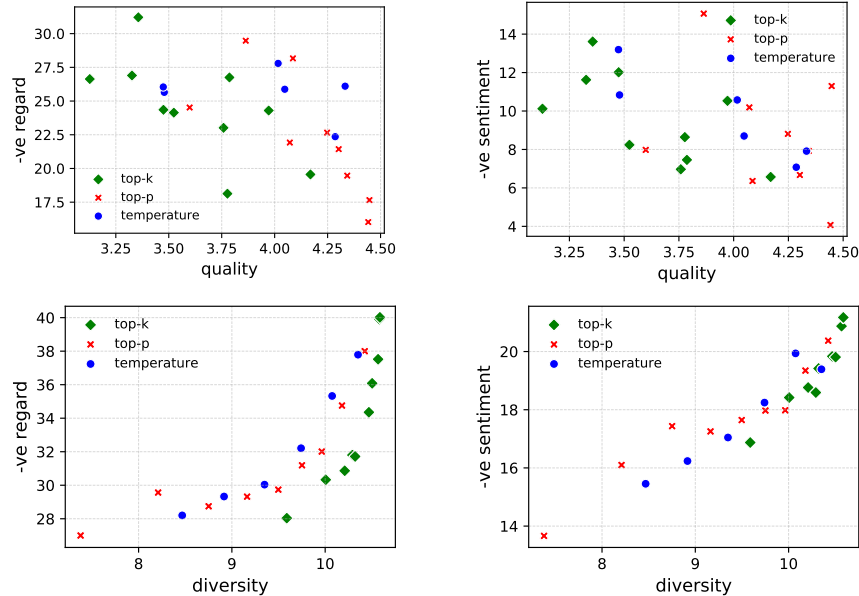 30.0
27.5
25.0
22.5
20.0
17.5
-ve regard
top-k
top-p
temperature
3.25 3.50 3.75 4.00 4.25 4.50
quality
14
12
10
8
6
4
-ve sentiment
top-k
top-p
temperature
3.25 3.50 3.75 4.00 4.25 4.50
quality
40
38
36
34
32
30
28
-ve regard
top-k
top-p
temperature
8 9 10
diversity
20
18
16
14
-ve sentiment
top-k
top-p
temperature
8 9 10
diversity